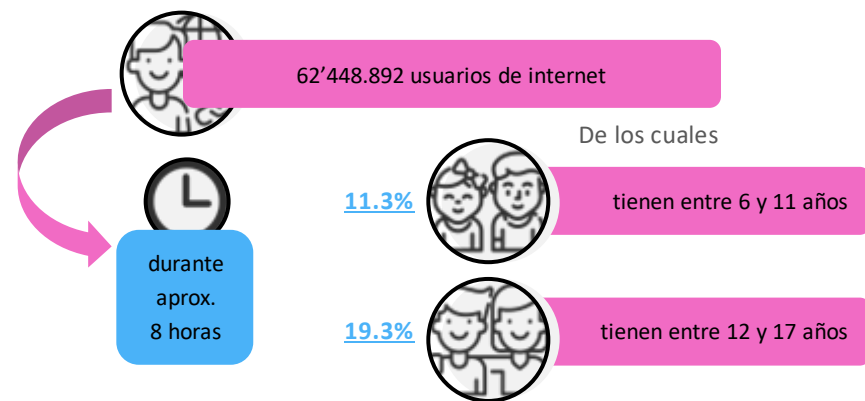 62’448.892 usuarios de internet
De los cuales
11.3%
tienen entre 6 y 11 años
durante
aprox.
8 horas
19.3%
tienen entre 12 y 17 años